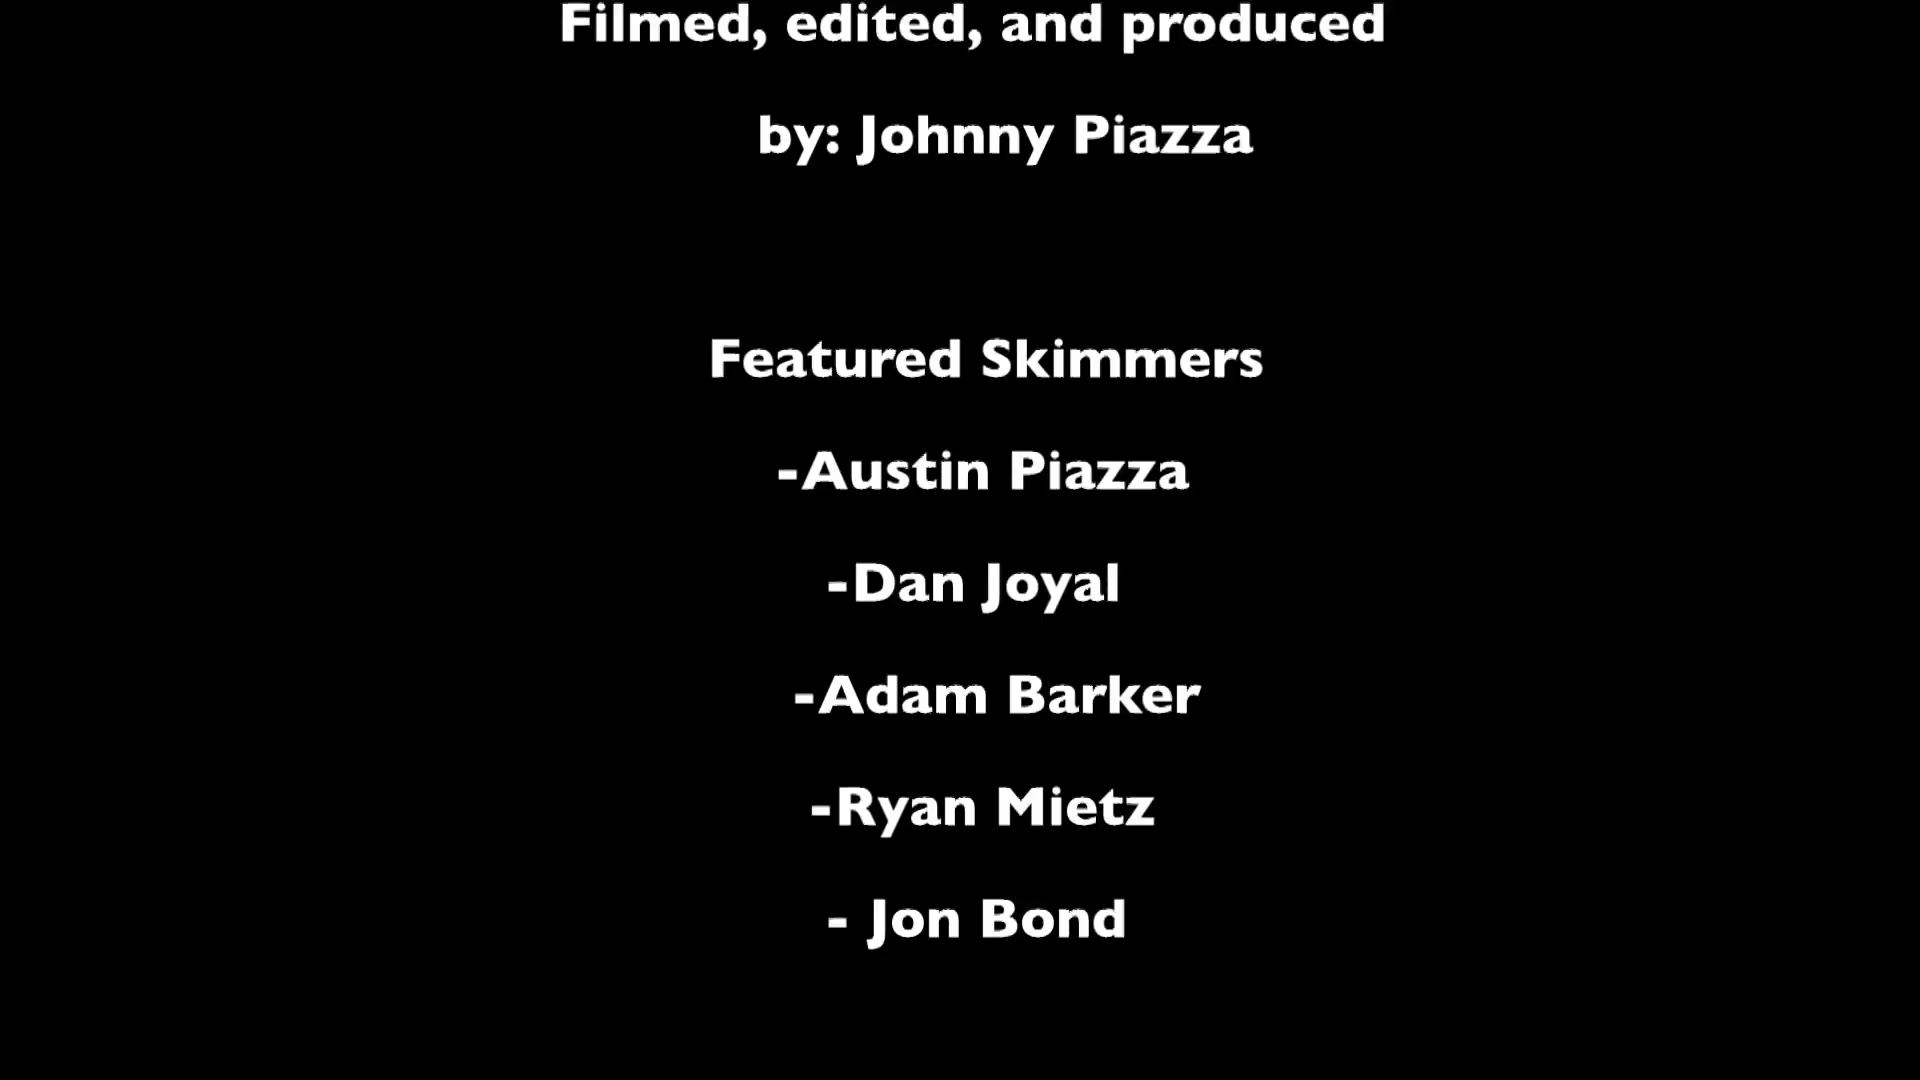 Filmed, edited, and produced
by: Johnny Piazza
Featured Skimmers
-Austin Piazza
-Dan Joyal
-Adam Barker
-Ryan Mietz
- Jon Bond